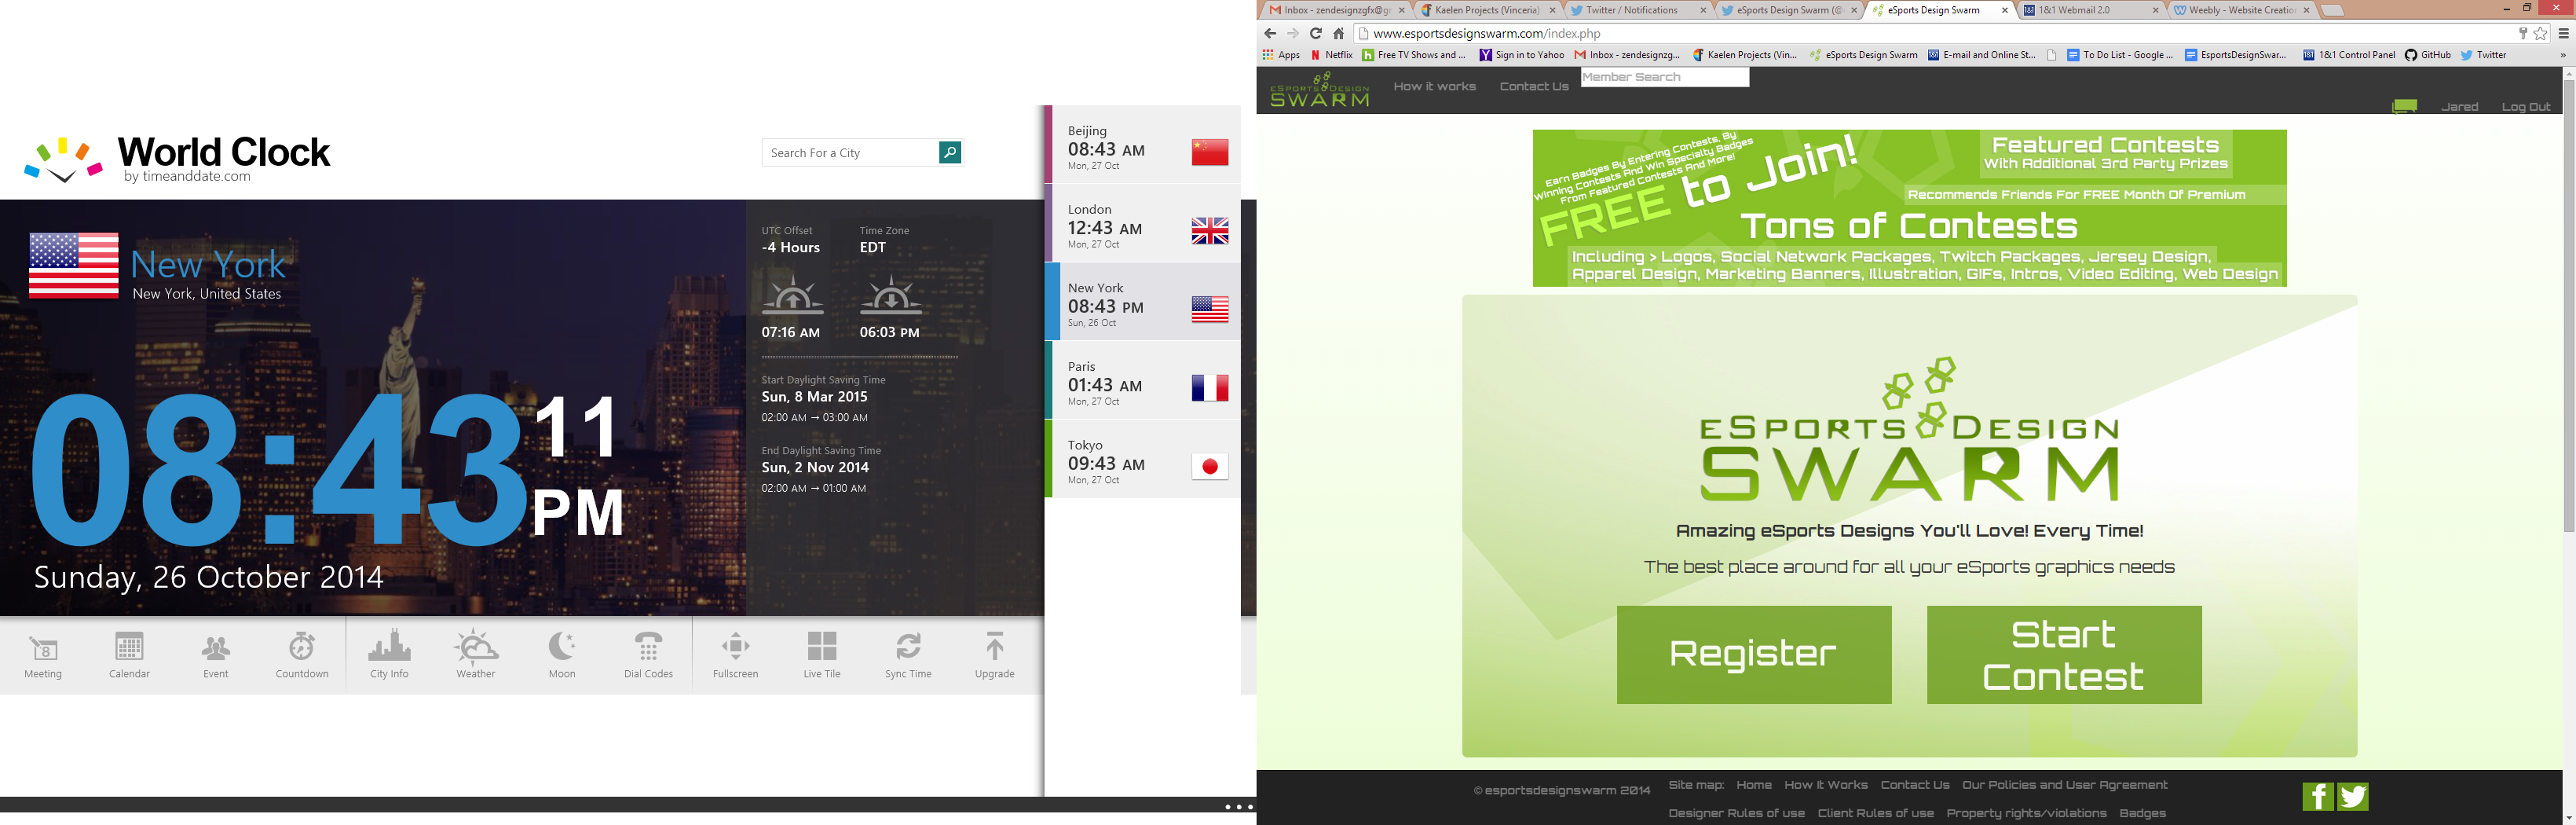 World Clock
by timeanddate.com
Search For a City
New York
New York, United States
08:43 11
PM
Sunday, 26 October 2014
UTC Offset
-4 Hours
Time Zone
EDT
07:16 AM
06:03 PM
Start Daylight Saving Time
Sun, 8 Mar 2015
02:00 AM → 03:00 AM
End Daylight Saving Time
Sun, 2 Nov 2014
02:00 AM → 01:00 AM
Beijing
08:43 AM
Mon, 27 Oct
London
12:43 AM
Mon, 27 Oct
New York
08:43 PM
Sun, 26 Oct
Paris
01:43 AM
Mon, 27 Oct
Tokyo
09:43 AM
Mon, 27 Oct
8
Meeting
Calendar
Event
Countdown
City Info
Weather
Moon
Dial Codes
Fullscreen
Live Tile
Sync Time
Upgrade
Inbox - zendesignzgfx@gr
Kaelen Projects (Vinceria)
Twitter / Notifications
eSports Design Swarm (@
eSports Design Swarm
1&1 Webmail 2.0
Weebly - Website Creation
www.esportsdesignswarm.com/index.php
Apps
Netflix
Free TV Shows and ...
Sign in to Yahoo
Inbox - zendesignzg...
Kaelen Projects (Vin...
eSports Design Swarm
E-mail and Online St...
To Do List - Google ...
EsportsDesignSwar...
1&1 Control Panel
GitHub
Twitter
»
eSports Design
SWARM
How it works
Contact Us
Member Search
Jared
Log Out
Earn Badges By Entering Contests, By
Winning Contests And Win Specialty Badges
From Featured Contests And More!
FREE to Join!
Featured Contests
With Additional 3rd Party Prizes
Recommends Friends For FREE Month Of Premium
Tons of Contests
Including > Logos, Social Network Packages, Twitch Packages, Jersey Design,
Apparel Design, Marketing Banners, Illustration, GIFs, Intros, Video Editing, Web Design
eSports Design
SWARM
Amazing eSports Designs You'll Love! Every Time!
The best place around for all your eSports graphics needs
Register
Start
Contest
© esportsdesignswarm 2014
Site map: Home How It Works Contact Us Our Policies and User Agreement
Designer Rules of use Client Rules of use Property rights/violations Badges